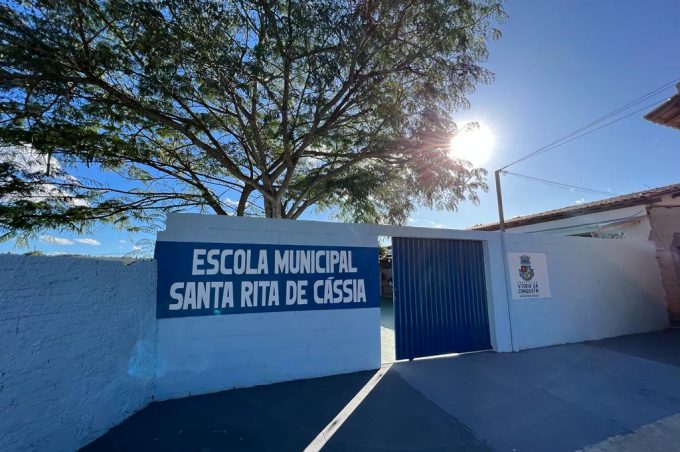 ESCOLA MUNICIPAL
SANTA RITA DE CÁSSIA
VITÓRIA DA
CONQUISTA